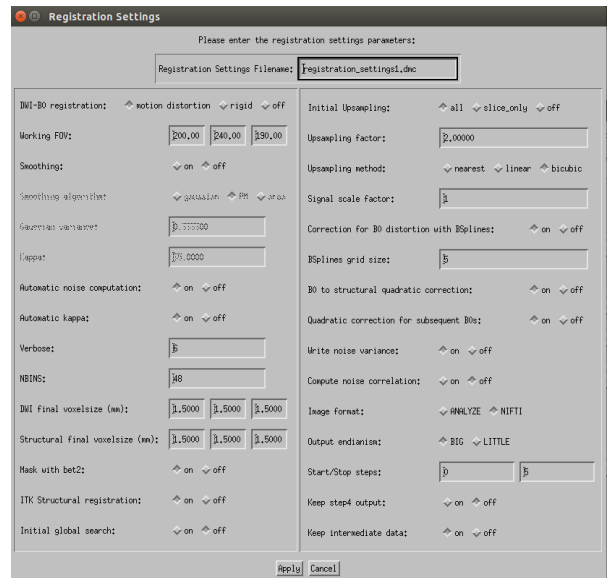 Registration Settings
Please enter the registration settings parameters:
Registration Settings Filename: registration_settings1.dmc
DWI-B0 registration: motion distortion rigid off
Working FOV: 200.00 240.00 190.00
Smoothing: on off
Smoothing algorithm: gaussian PM
Gaussian variance:
Kappa:
Automatic noise computation: on off
Automatic kappa: on off
Verbose: 6
NBINS: 48
DWI final voxelsize (mm): 1.5000 1.5000 1.5000
Structural final voxelsize (mm): 1.5000 1.5000 1.5000
Mask with bet2: on off
ITK Structural registration: on off
Initial global search: on off
Initial Upsampling: all slice_only off
Upsampling factor: 2.00000
Upsampling method: nearest linear bicubic
Signal scale factor: 1
Correction for B0 distortion with BSplines: on off
BSplines grid size: 5
B0 to structural quadratic correction: on off
Quadratic correction for subsequent B0s: on off
Write noise variance: on off
Compute noise correlation: on off
Image format: ANALYZE NIFTI
Output endianism: BIG LITTLE
Start/Stop steps: 0 5
Keep step4 output: on off
Keep intermediate data: on off
Apply Cancel